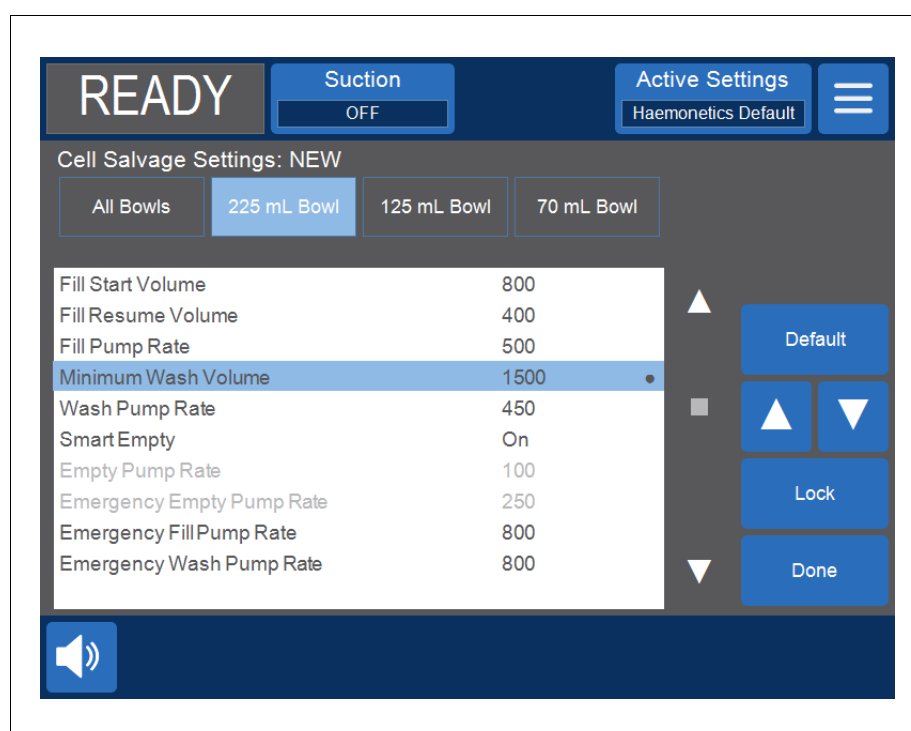 READY
Suction
OFF
Active Settings
Haemonetics Default
Cell Salvage Settings: NEW
All Bowls
225 mL Bowl
125 mL Bowl
70 mL Bowl
Fill Start Volume 800
Fill Resume Volume 400
Fill Pump Rate 500
Minimum Wash Volume 1500
Wash Pump Rate 450
Smart Empty On
Empty Pump Rate 100
Emergency Empty Pump Rate 250
Emergency Fill Pump Rate 800
Emergency Wash Pump Rate 800
Default
Lock
Done